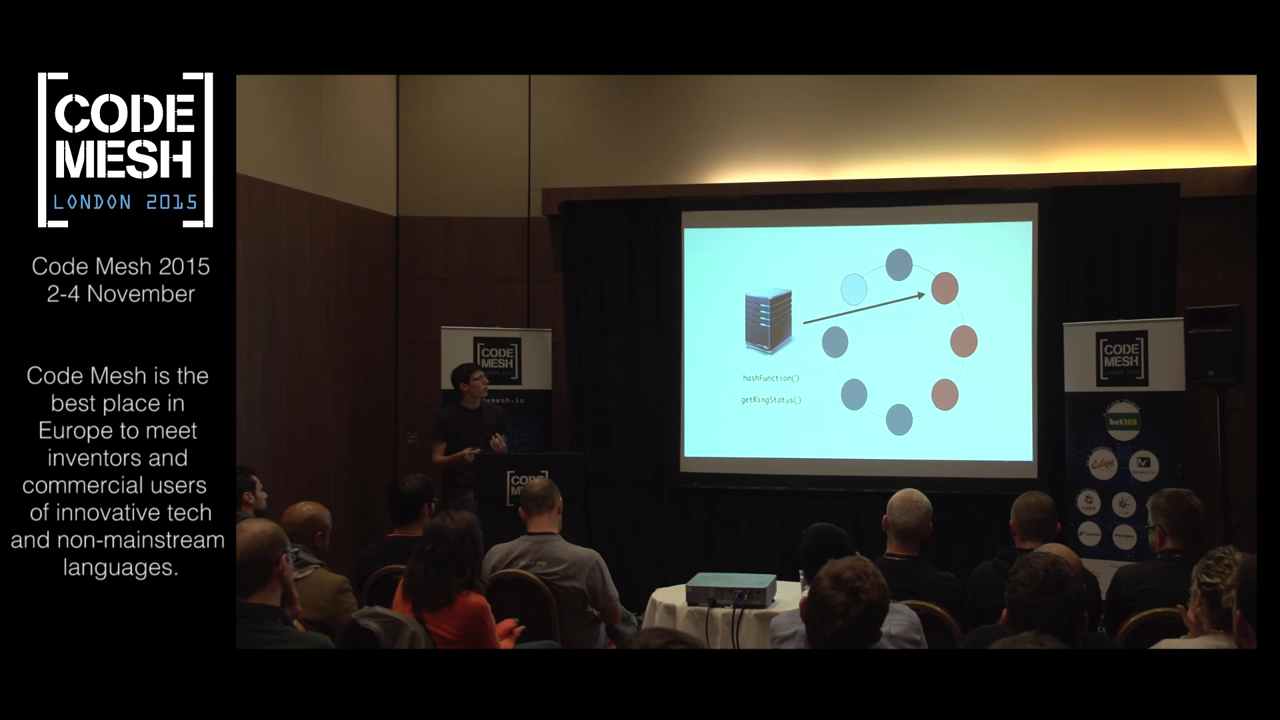 CODE
MESH
LONDON 2015
Code Mesh 2015
2-4 November
Code Mesh is the
best place in
Europe to meet
inventors and
commercial users
of innovative tech
and non-mainstream
languages.
hashFunction()
getRingStatus()
CODE
MESH
CODE
MESH
bet365
CODE